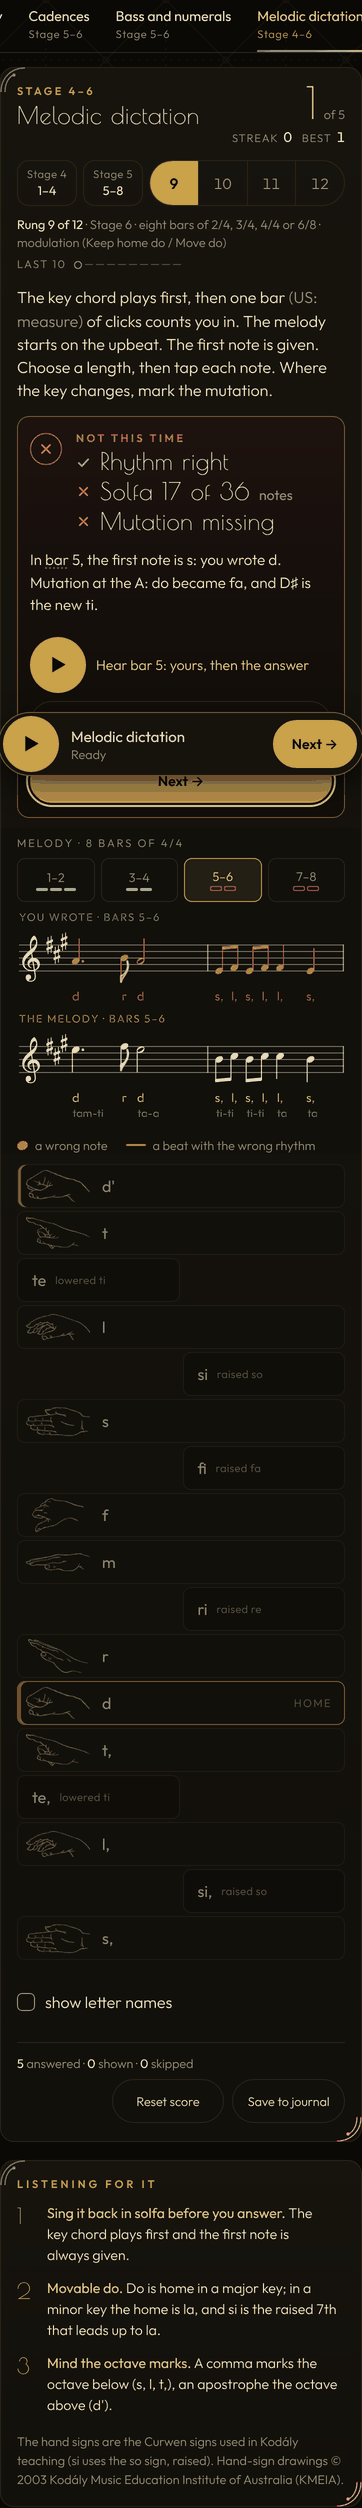 Cadences
Stage 5–6
Bass and numerals
Stage 5–6
Melodic dictation
Stage 4–6
STAGE 4–6
Melodic dictation
1 of 5
STREAK 0 BEST 1
Stage 4
1–4
Stage 5
5–8
9
10
11
12
Rung 9 of 12 · Stage 6 · eight bars of 2/4, 3/4, 4/4 or 6/8 ·
modulation (Keep home do / Move do)
LAST 10
The key chord plays first, then one bar (US:
measure) of clicks counts you in. The melody
starts on the upbeat. The first note is given.
Choose a length, then tap each note. Where
the key changes, mark the mutation.
NOT THIS TIME
Rhythm right
Solfa 17 of 36 notes
Mutation missing
In bar 5, the first note is s: you wrote d.
Mutation at the A: do became fa, and D♯ is
the new ti.
Hear bar 5: yours, then the answer
Melodic dictation
Ready
Next →
Next →
MELODY · 8 BARS OF 4/4
1–2
3–4
5–6
7–8
YOU WROTE · BARS 5–6
d r d s, l, s, l, l, s,
THE MELODY · BARS 5–6
d r d s, l, s, l, l, s,
tam-ti ta-a ti-ti ti-ti ta ta
a wrong note
a beat with the wrong rhythm
d'
t
te lowered ti
l
si raised so
s
fi raised fa
f
m
ri raised re
r
d HOME
t,
te, lowered ti
l,
si, raised so
s,
show letter names
5 answered · 0 shown · 0 skipped
Reset score
Save to journal
LISTENING FOR IT
1 Sing it back in solfa before you answer. The
key chord plays first and the first note is
always given.
2 Movable do. Do is home in a major key; in a
minor key the home is la, and si is the raised 7th
that leads up to la.
3 Mind the octave marks. A comma marks the
octave below (s, l, t,), an apostrophe the octave
above (d').
The hand signs are the Curwen signs used in Kodály
teaching (si uses the so sign, raised). Hand-sign drawings ©
2003 Kodály Music Education Institute of Australia (KMEIA).